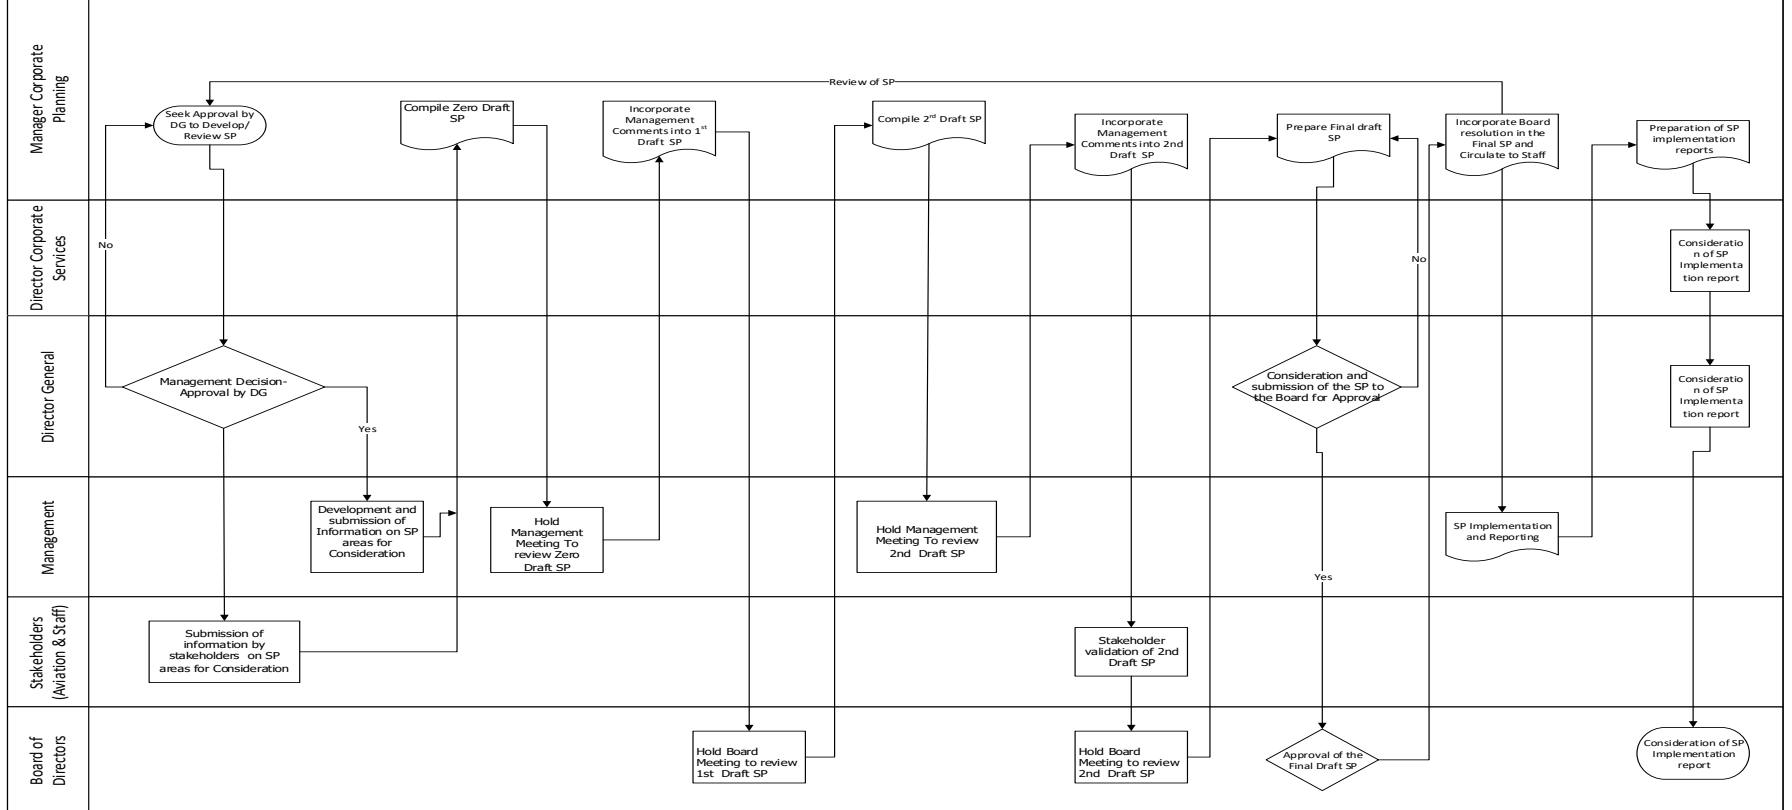 Manager Corporate
Planning
Review of SP
Seek Approval by
DG to Develop/
Review SP
Compile Zero Draft
SP
Incorporate
Management
Comments into 1st
Draft SP
Compile 2rd Draft SP
Incorporate
Management
Comments into 2nd
Draft SP
Prepare Final draft
SP
Incorporate Board
resolution in the
Final SP and
Circulate to Staff
Preparation of SP
implementation
reports
Director Corporate
Services
No
No
Consideratio
n of SP
Implementa
tion report
Director General
Management Decision-
Approval by DG
Yes
Consideration and
submission of the SP to
the Board for Approval
Consideratio
n of SP
Implementa
tion report
Management
Development and
submission of
Information on SP
areas for
Consideration
Hold
Management
Meeting To
review Zero
Draft SP
Hold Management
Meeting To review
2nd Draft SP
Yes
SP Implementation
and Reporting
Stakeholders
(Aviation & Staff)
Submission of
information by
stakeholders on SP
areas for Consideration
Stakeholder
validation of 2nd
Draft SP
Board of
Directors
Hold Board
Meeting to review
1st Draft SP
Hold Board
Meeting to review
2nd Draft SP
Approval of the
Final Draft SP
Consideration of SP
Implementation
report